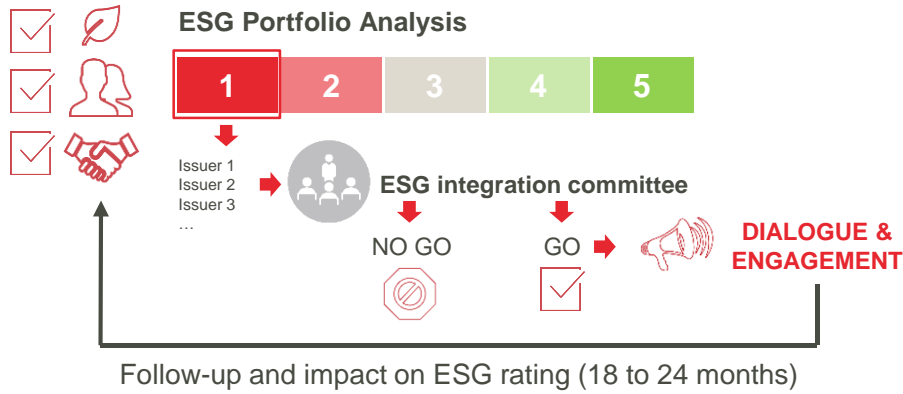 ESG Portfolio Analysis
1 2 3 4 5
Issuer 1
Issuer 2
Issuer 3
…
ESG integration committee
NO GO
GO
DIALOGUE &
ENGAGEMENT
Follow-up and impact on ESG rating (18 to 24 months)